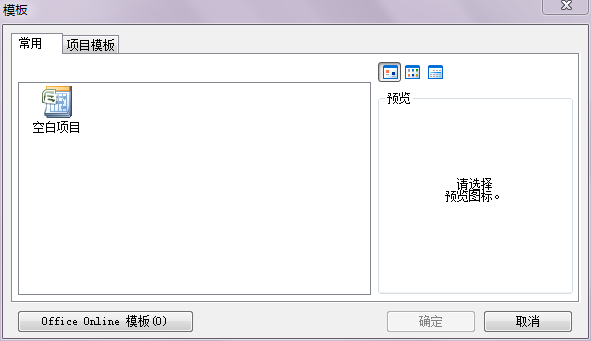 模板
常用
项目模板
空白项目
预览
请选择
预览图标。
Office Online 模板(O)
确定
取消